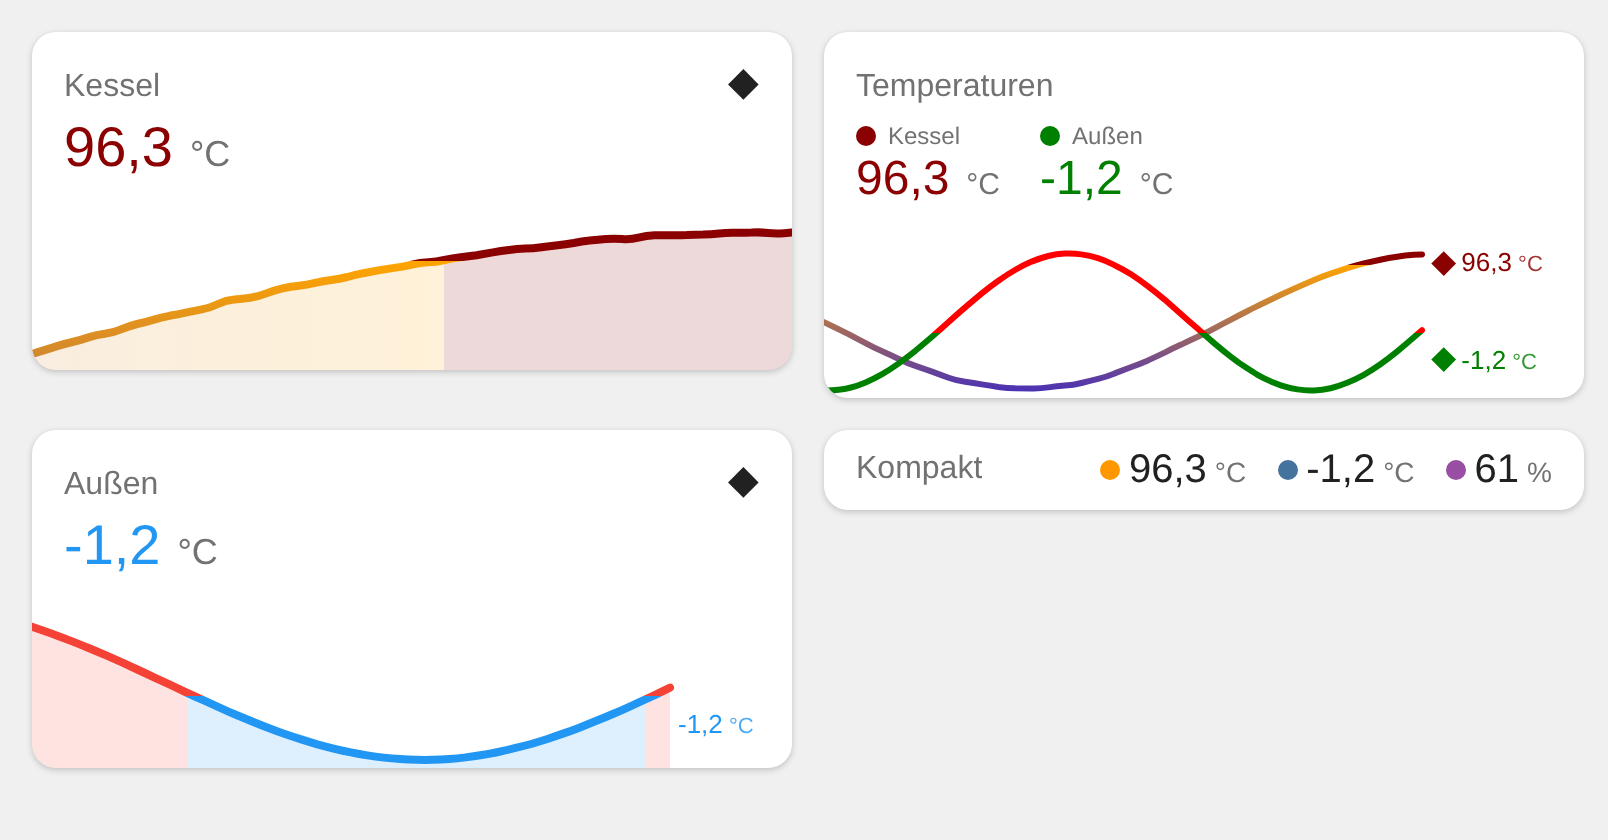 Kessel
96,3 °C
Temperaturen
Kessel Außen
96,3 °C -1,2 °C
96,3 °C
-1,2 °C
Außen
-1,2 °C
-1,2 °C
Kompakt 96,3 °C -1,2 °C 61 %